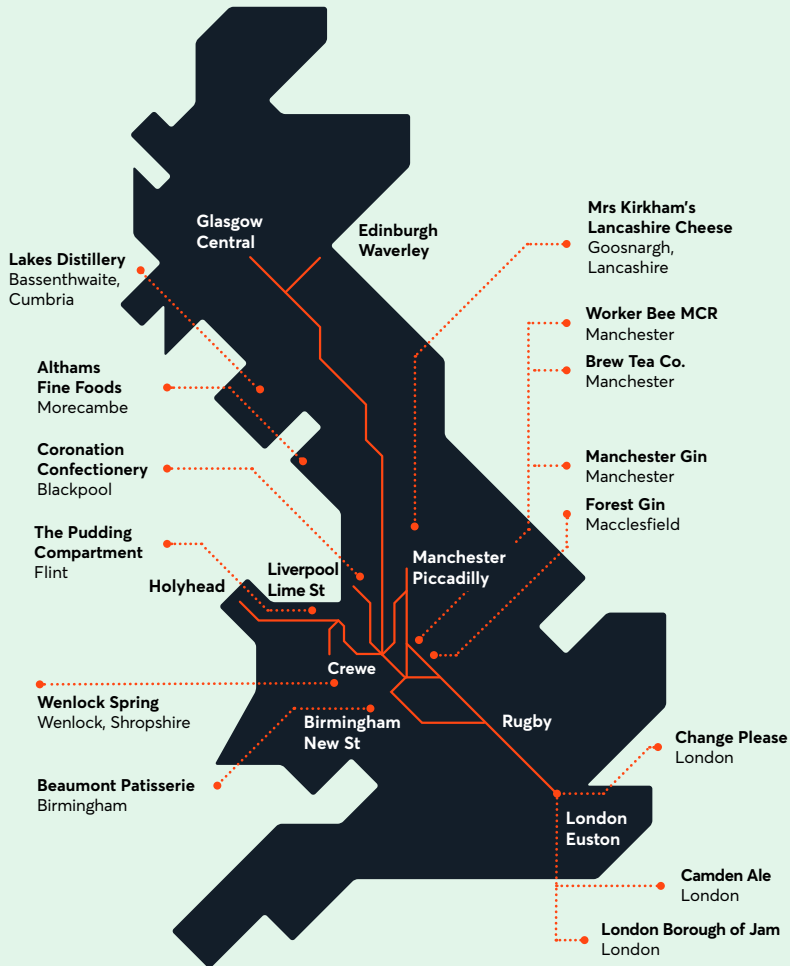 Glasgow
Central
Edinburgh
Waverley
Mrs Kirkham's
Lancashire Cheese
Goosnargh,
Lancashire
Lakes Distillery
Bassenthwaite,
Cumbria
Worker Bee MCR
Manchester
Brew Tea Co.
Manchester
Althams
Fine Foods
Morecambe
Coronation
Confectionery
Blackpool
Manchester Gin
Manchester
Forest Gin
Macclesfield
The Pudding
Compartment
Flint
Holyhead
Liverpool
Lime St
Manchester
Piccadilly
Crewe
Wenlock Spring
Wenlock, Shropshire
Birmingham
New St
Rugby
Beaumont Patisserie
Birmingham
Change Please
London
London
Euston
Camden Ale
London
London Borough of Jam
London